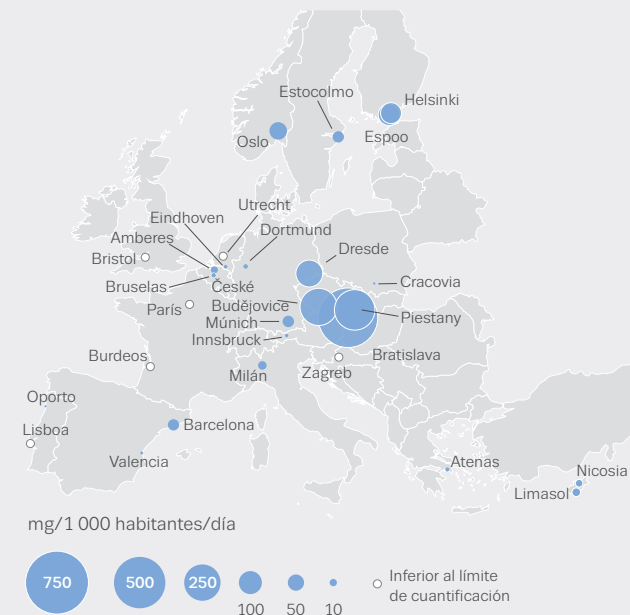 Estocolmo
Helsinki
Oslo
Espoo
Utrecht
Eindhoven
Dortmund
Amberes
Dresde
Bristol
Cracovia
Bruselas
České
Budějovice
París
Múnich
Piestany
Innsbruck
Burdeos
Bratislava
Milán
Zagreb
Oporto
Lisboa
Barcelona
Valencia
Atenas
Nicosia
Limasol
mg/1 000 habitantes/día
750
500
250
100
50
10
Inferior al límite
de cuantificación